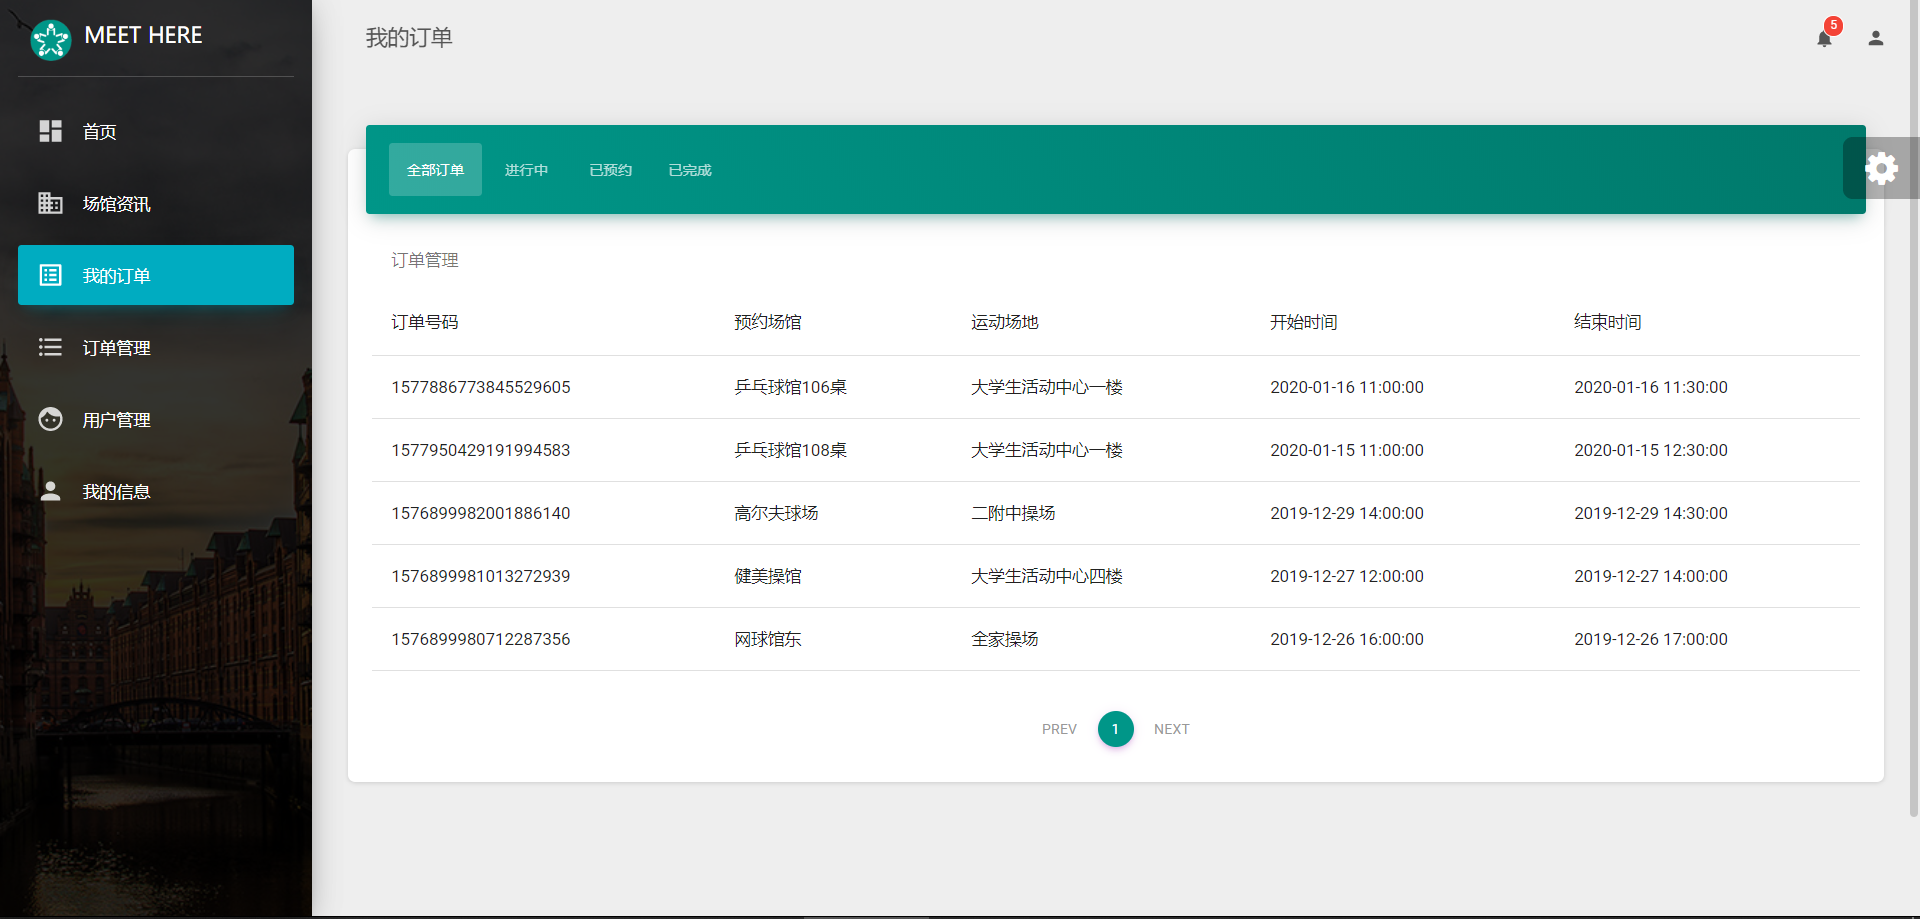 MEET HERE
首页
场馆资讯
我的订单
订单管理
用户管理
我的信息
我的订单
5
全部订单 进行中 已预约 已完成
订单管理
订单号码 预约场馆 运动场地 开始时间 结束时间
1577886773845529605 乒乓球馆106桌 大学生活动中心一楼 2020-01-16 11:00:00 2020-01-16 11:30:00
1577950429191994583 乒乓球馆108桌 大学生活动中心一楼 2020-01-15 11:00:00 2020-01-15 12:30:00
1576899982001886140 高尔夫球场 二附中操场 2019-12-29 14:00:00 2019-12-29 14:30:00
1576899981013272939 健美操馆 大学生活动中心四楼 2019-12-27 12:00:00 2019-12-27 14:00:00
1576899980712287356 网球馆东 全家操场 2019-12-26 16:00:00 2019-12-26 17:00:00
PREV 1 NEXT